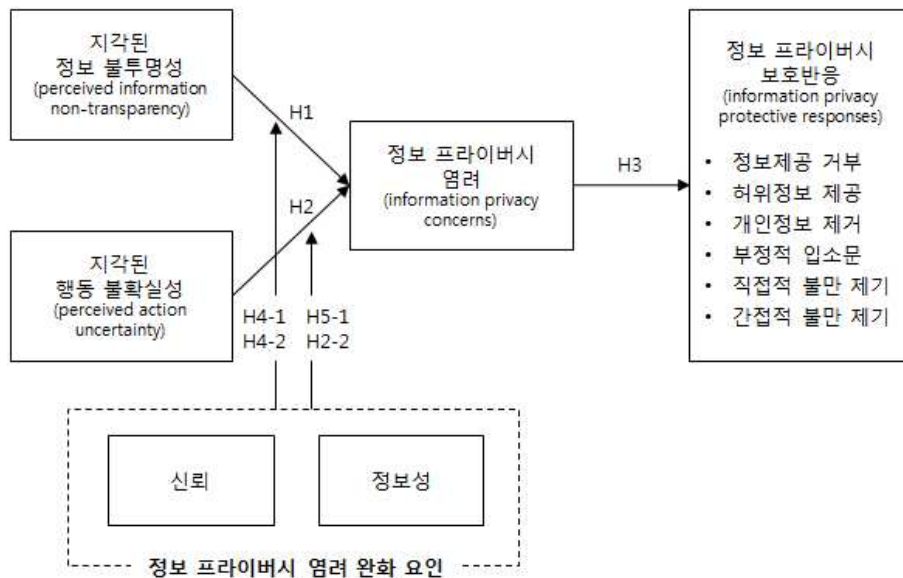 지각된
정보 불투명성
(perceived information
non-transparency)
H1
정보 프라이버시
염려
(information privacy
concerns)
H2
지각된
행동 불확실성
(perceived action
uncertainty)
H4-1
H4-2
H5-1
H2-2
H3
정보 프라이버시
보호반응
(information privacy
protective responses)
• 정보제공 거부
• 허위정보 제공
• 개인정보 제거
• 부정적 입소문
• 직접적 불만 제기
• 간접적 불만 제기
신뢰
정보성
정보 프라이버시 염려 완화 요인